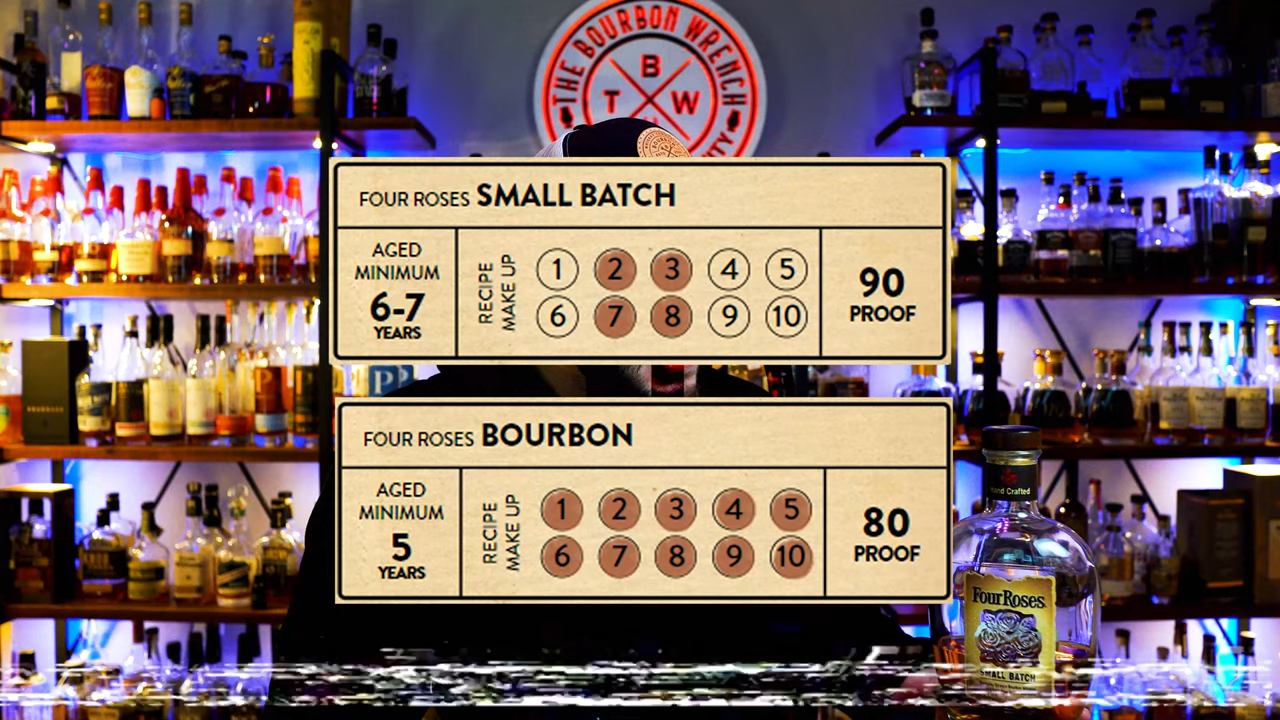 THE BOURBON WRENCH
B
T W
FOUR ROSES SMALL BATCH
AGED
MINIMUM
6-7
YEARS
RECIPE
MAKE UP
1 2 3 4 5
6 7 8 9 10
90
PROOF
FOUR ROSES BOURBON
AGED
MINIMUM
5
YEARS
RECIPE
MAKE UP
1 2 3 4 5
6 7 8 9 10
80
PROOF
Hand Crafted
Four Roses
SMALL BATCH